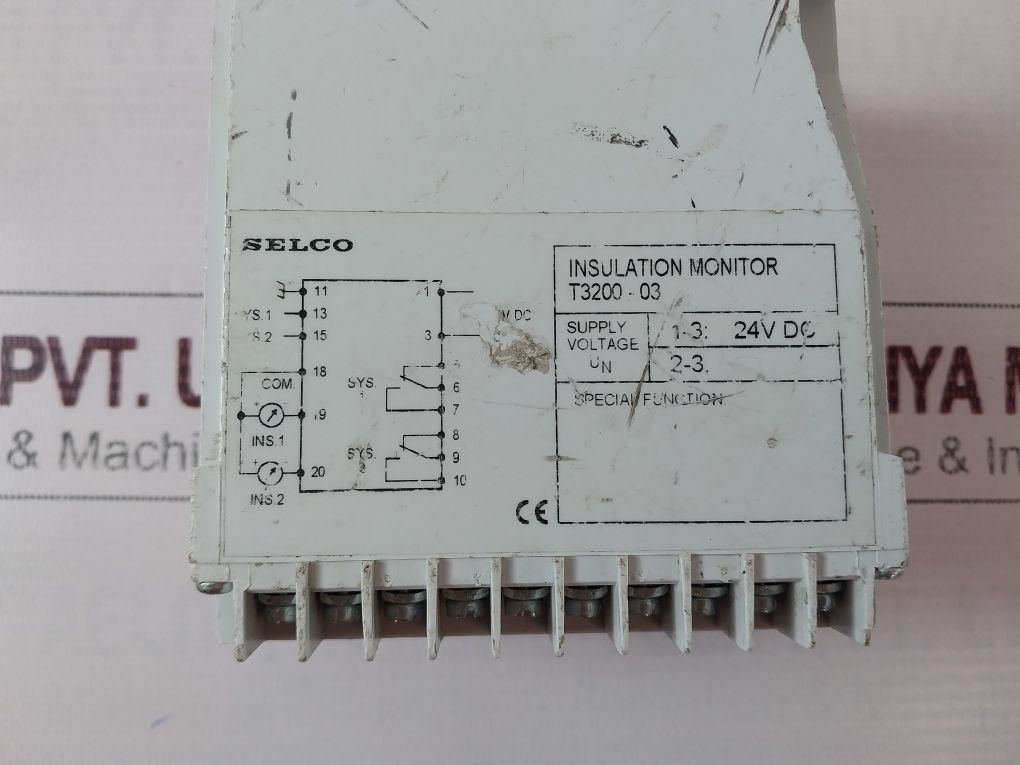 SELCO
11
13
15
18
COM.
19
INS.1
20
INS.2
1
3
V DC
4
6
7
SYS.
1
8
9
10
SYS.
2
INSULATION MONITOR
T3200 - 03
SUPPLY
VOLTAGE
UN
1-3: 24V DC
2-3.
SPECIAL FUNCTION
CE
PVT.
& Machi
e & In